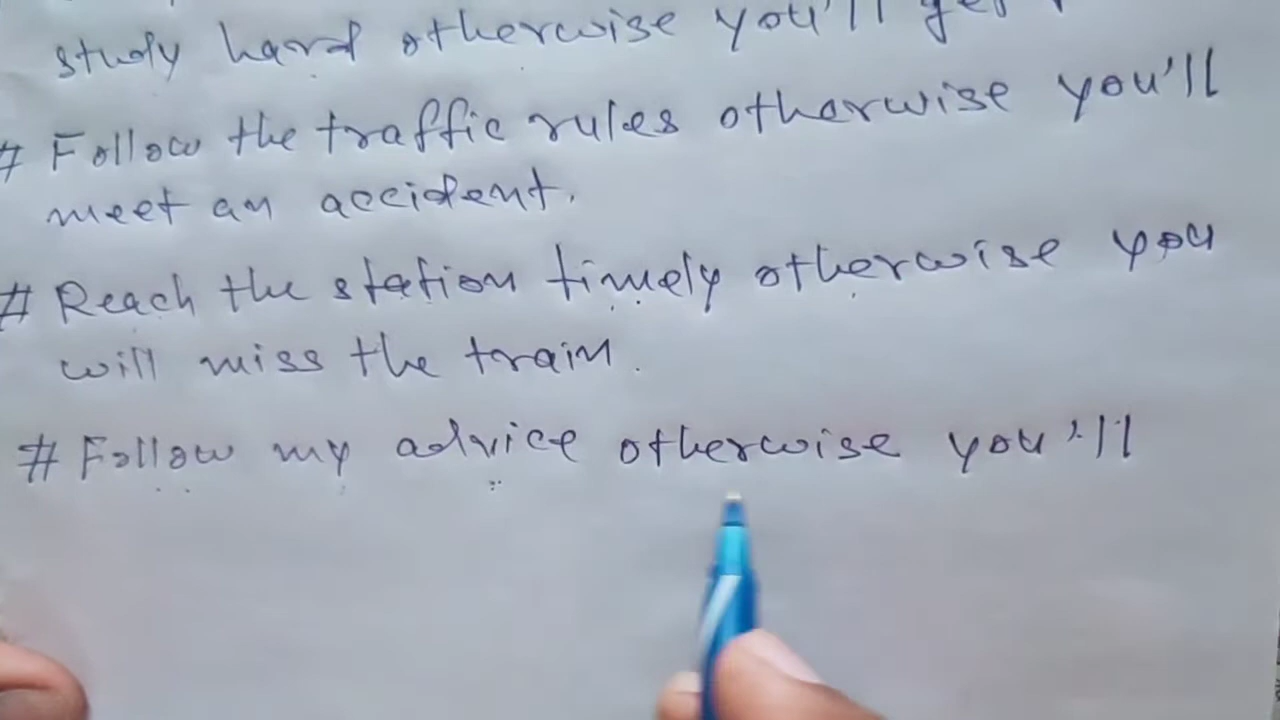 study hard otherwise you'll get
# Follow the traffic rules otherwise you'll
meet an accident.
# Reach the station timely otherwise you
will miss the train.
# Follow my advice otherwise you'll